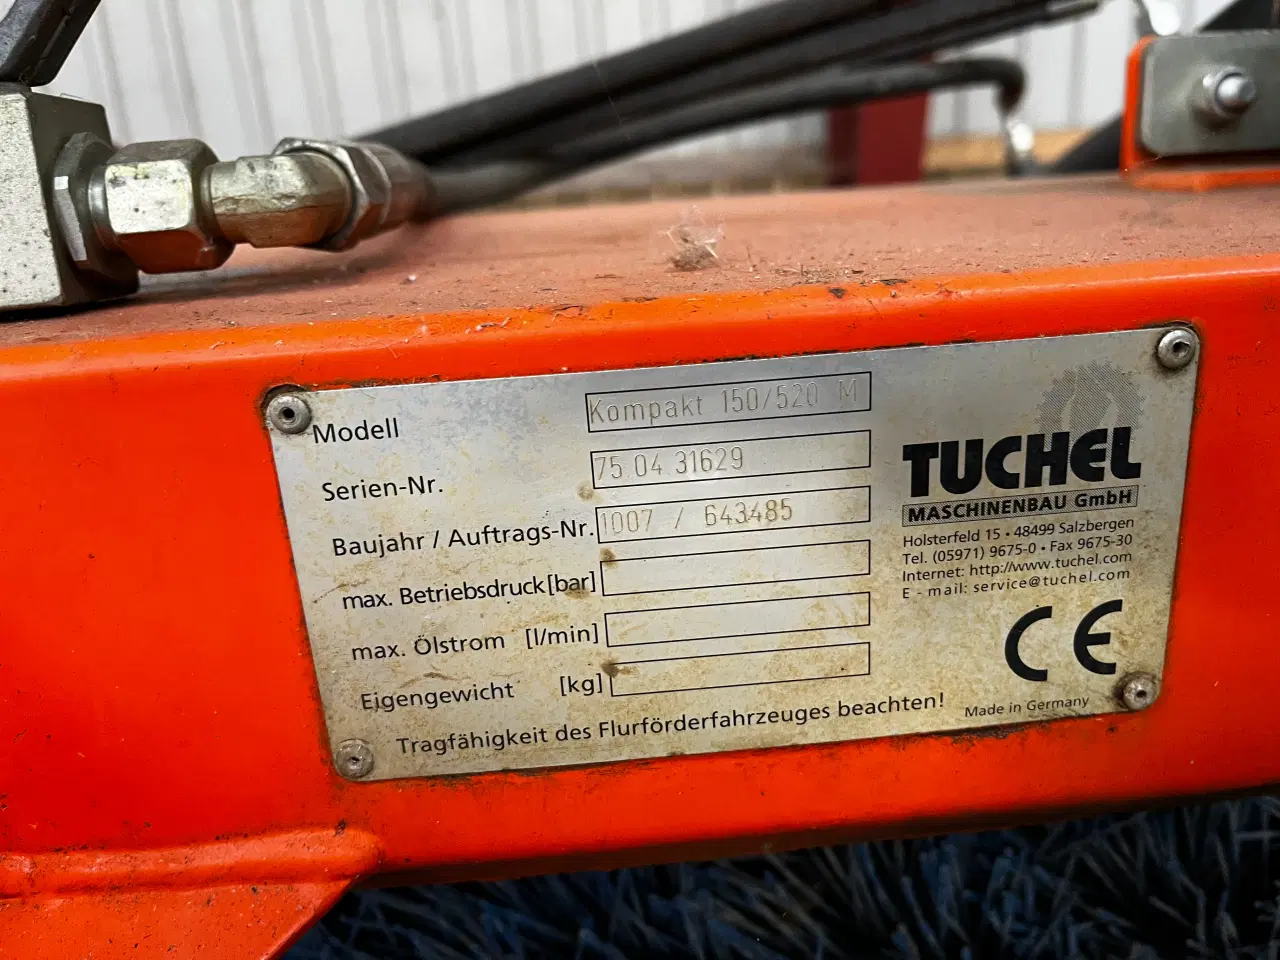 Modell Kompakt 150/520 M
Serien-Nr. 75.04.31629
Baujahr / Auftrags-Nr. 1007 / 643485
max. Betriebsdruck [bar]
max. Ölstrom [l/min]
Eigengewicht [kg]
Tragfähigkeit des Flurförderfahrzeuges beachten!
TUCHEL
MASCHINENBAU GmbH
Holsterfeld 15 • 48499 Salzbergen
Tel. (05971) 9675-0 • Fax 9675-30
Internet: http://www.tuchel.com
E - mail: service@tuchel.com
CE
Made in Germany